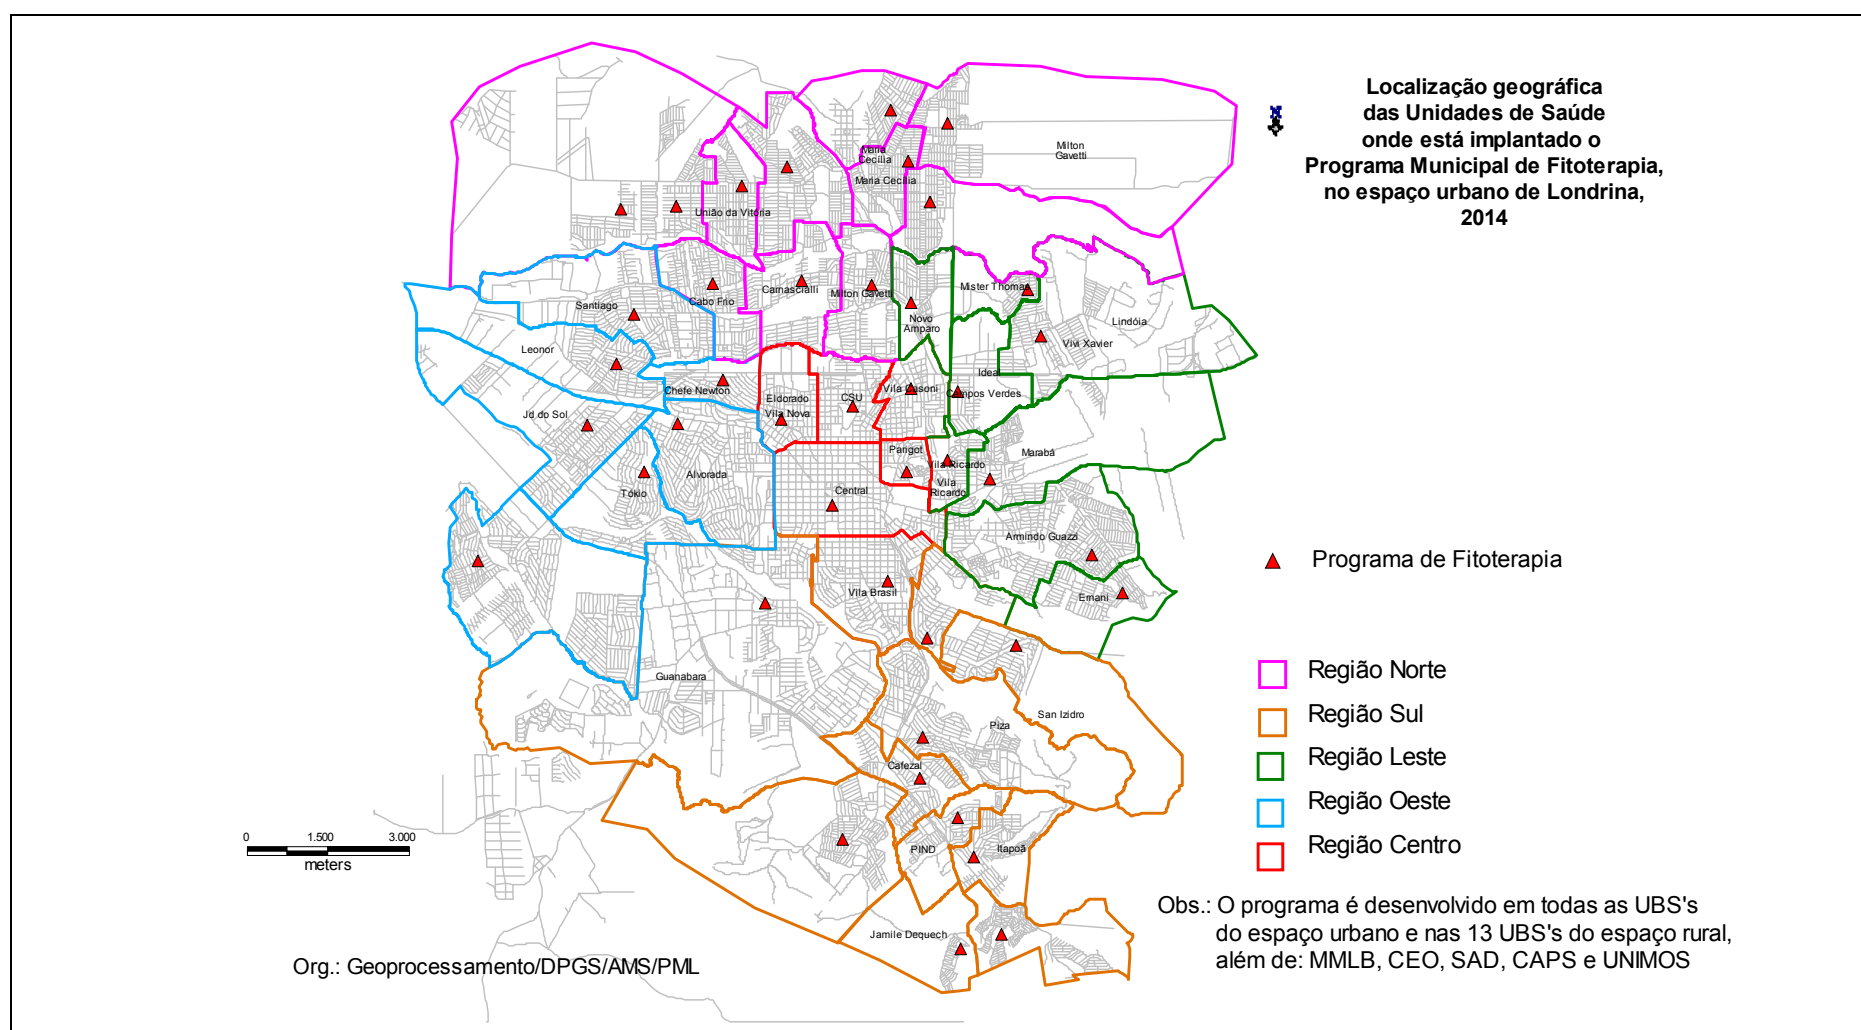 Localização geográfica
das Unidades de Saúde
onde está implantado o
Programa Municipal de Fitoterapia,
no espaço urbano de Londrina,
2014
Milton
Gavetti
Maria
Cecília
Maria Cecília
União da Vitória
Santiago
Cabo Frio
Carnascialli
Milton Gavetti
Novo
Amparo
Mister Thomas
Lindóia
Vivi Xavier
Leonor
Chefe Newton
Eldorado
Vila Nova
CSU
Vila Casoni
Ideal
Campos Verdes
Jd do Sol
Alvorada
Tókio
Central
Parigot
Vila Ricardo
Vila
Ricardo
Marabá
Armindo Guazzi
Ernani
Vila Brasil
Guanabara
San Izidro
Piza
Cafezal
PIND
Itapoã
Jamile Dequech
Programa de Fitoterapia
Região Norte
Região Sul
Região Leste
Região Oeste
Região Centro
0 1.500 3.000
meters
Obs.: O programa é desenvolvido em todas as UBS's
do espaço urbano e nas 13 UBS's do espaço rural,
além de: MMLB, CEO, SAD, CAPS e UNIMOS
Org.: Geoprocessamento/DPGS/AMS/PML